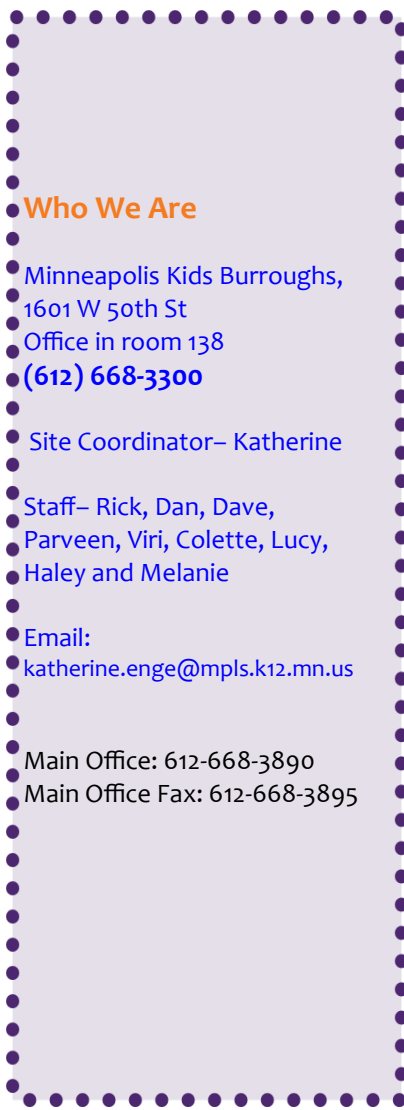 Who We Are
Minneapolis Kids Burroughs,
1601 W 50th St
Office in room 138
(612) 668-3300
Site Coordinator– Katherine
Staff– Rick, Dan, Dave,
Parveen, Viri, Colette, Lucy,
Haley and Melanie
Email:
katherine.enge@mpls.k12.mn.us
Main Office: 612-668-3890
Main Office Fax: 612-668-3895